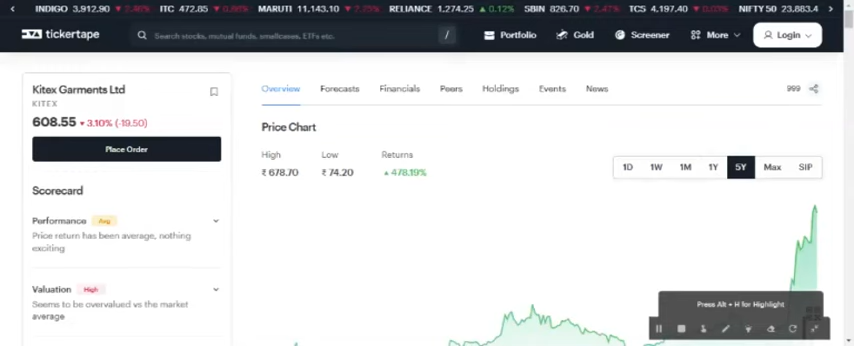 INDIGO 3,912.90 ▼ 2.46% ITC 472.85 ▼ 0.86% MARUTI 11,143.10 ▼ 2.75% RELIANCE 1,274.25 ▲ 0.12% SBIN 826.70 ▼ 2.47% TCS 4,197.40 ▼ 0.03% NIFTY 50 23,883.4
tickertape Search stocks, mutual funds, smallcases, ETFs etc. / Portfolio Gold Screener More Login
Kitex Garments Ltd
KITEX
608.55 ▼ 3.10% (-19.50)
Place Order
Scorecard
Performance Avg
Price return has been average, nothing
exciting
Valuation High
Seems to be overvalued vs the market
average
Overview Forecasts Financials Peers Holdings Events News 999
Price Chart
High Low Returns
₹ 678.70 ₹ 74.20 ▲ 478.19%
1D 1W 1M 1Y 5Y Max SIP
Press Alt + H for Highlight